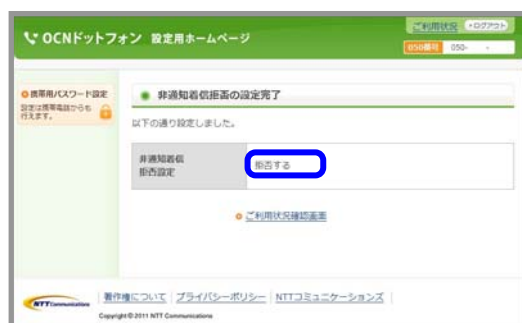 OCNドットフォン 設定用ホームページ
ご利用状況 ログアウト
050番号 050- -
携帯用パスワード設定
設定は携帯電話からも
行えます。
非通知着信拒否の設定完了
以下の通り設定しました。
非通知着信
拒否設定
拒否する
ご利用状況確認画面
NTT Communications
著作権について | プライバシーポリシー | NTTコミュニケーションズ |
Copyright © 2011 NTT Communications